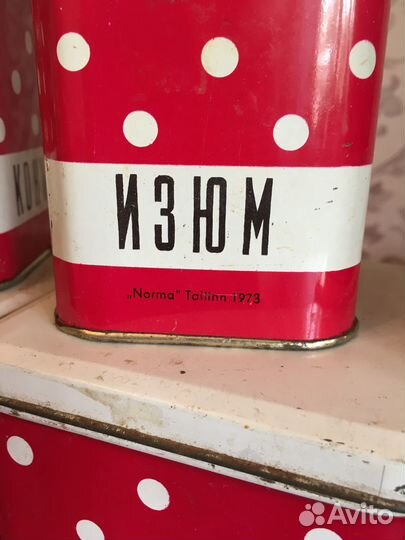 ИЗЮМ
„Norma" Tallinn 1973
Avito